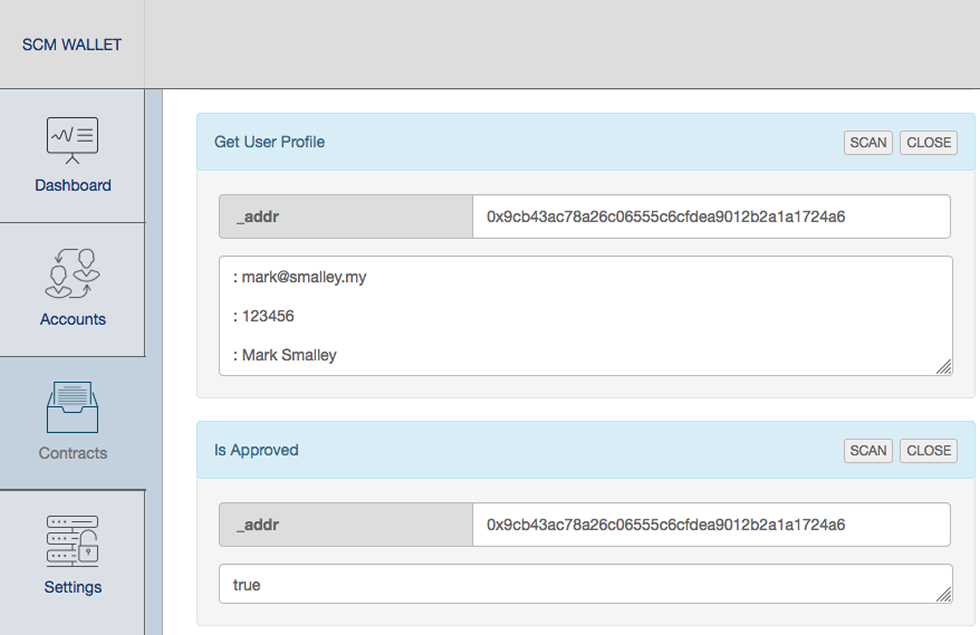 SCM WALLET
Dashboard
Accounts
Contracts
Settings
Get User Profile
SCAN
CLOSE
_addr
0x9cb43ac78a26c06555c6cfdea9012b2a1a1724a6
: mark@smalley.my
: 123456
: Mark Smalley
Is Approved
SCAN
CLOSE
_addr
0x9cb43ac78a26c06555c6cfdea9012b2a1a1724a6
true